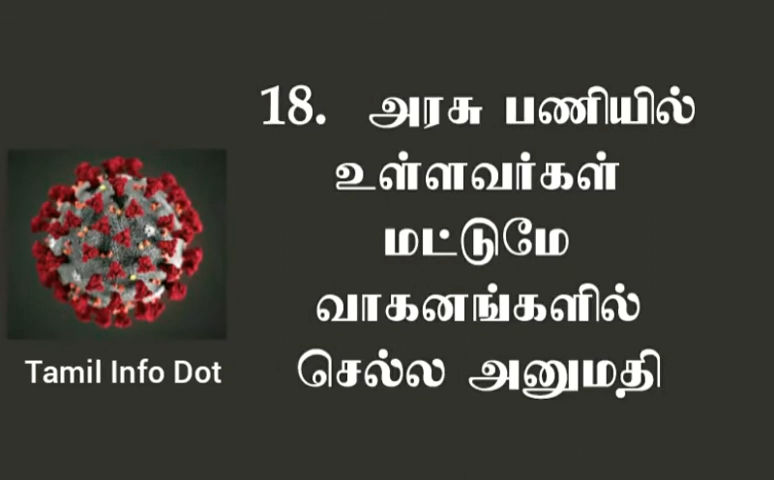 18. அரசு பணியில்
உள்ளவர்கள்
மட்டுமே
வாகனங்களில்
செல்ல அனுமதி
Tamil Info Dot